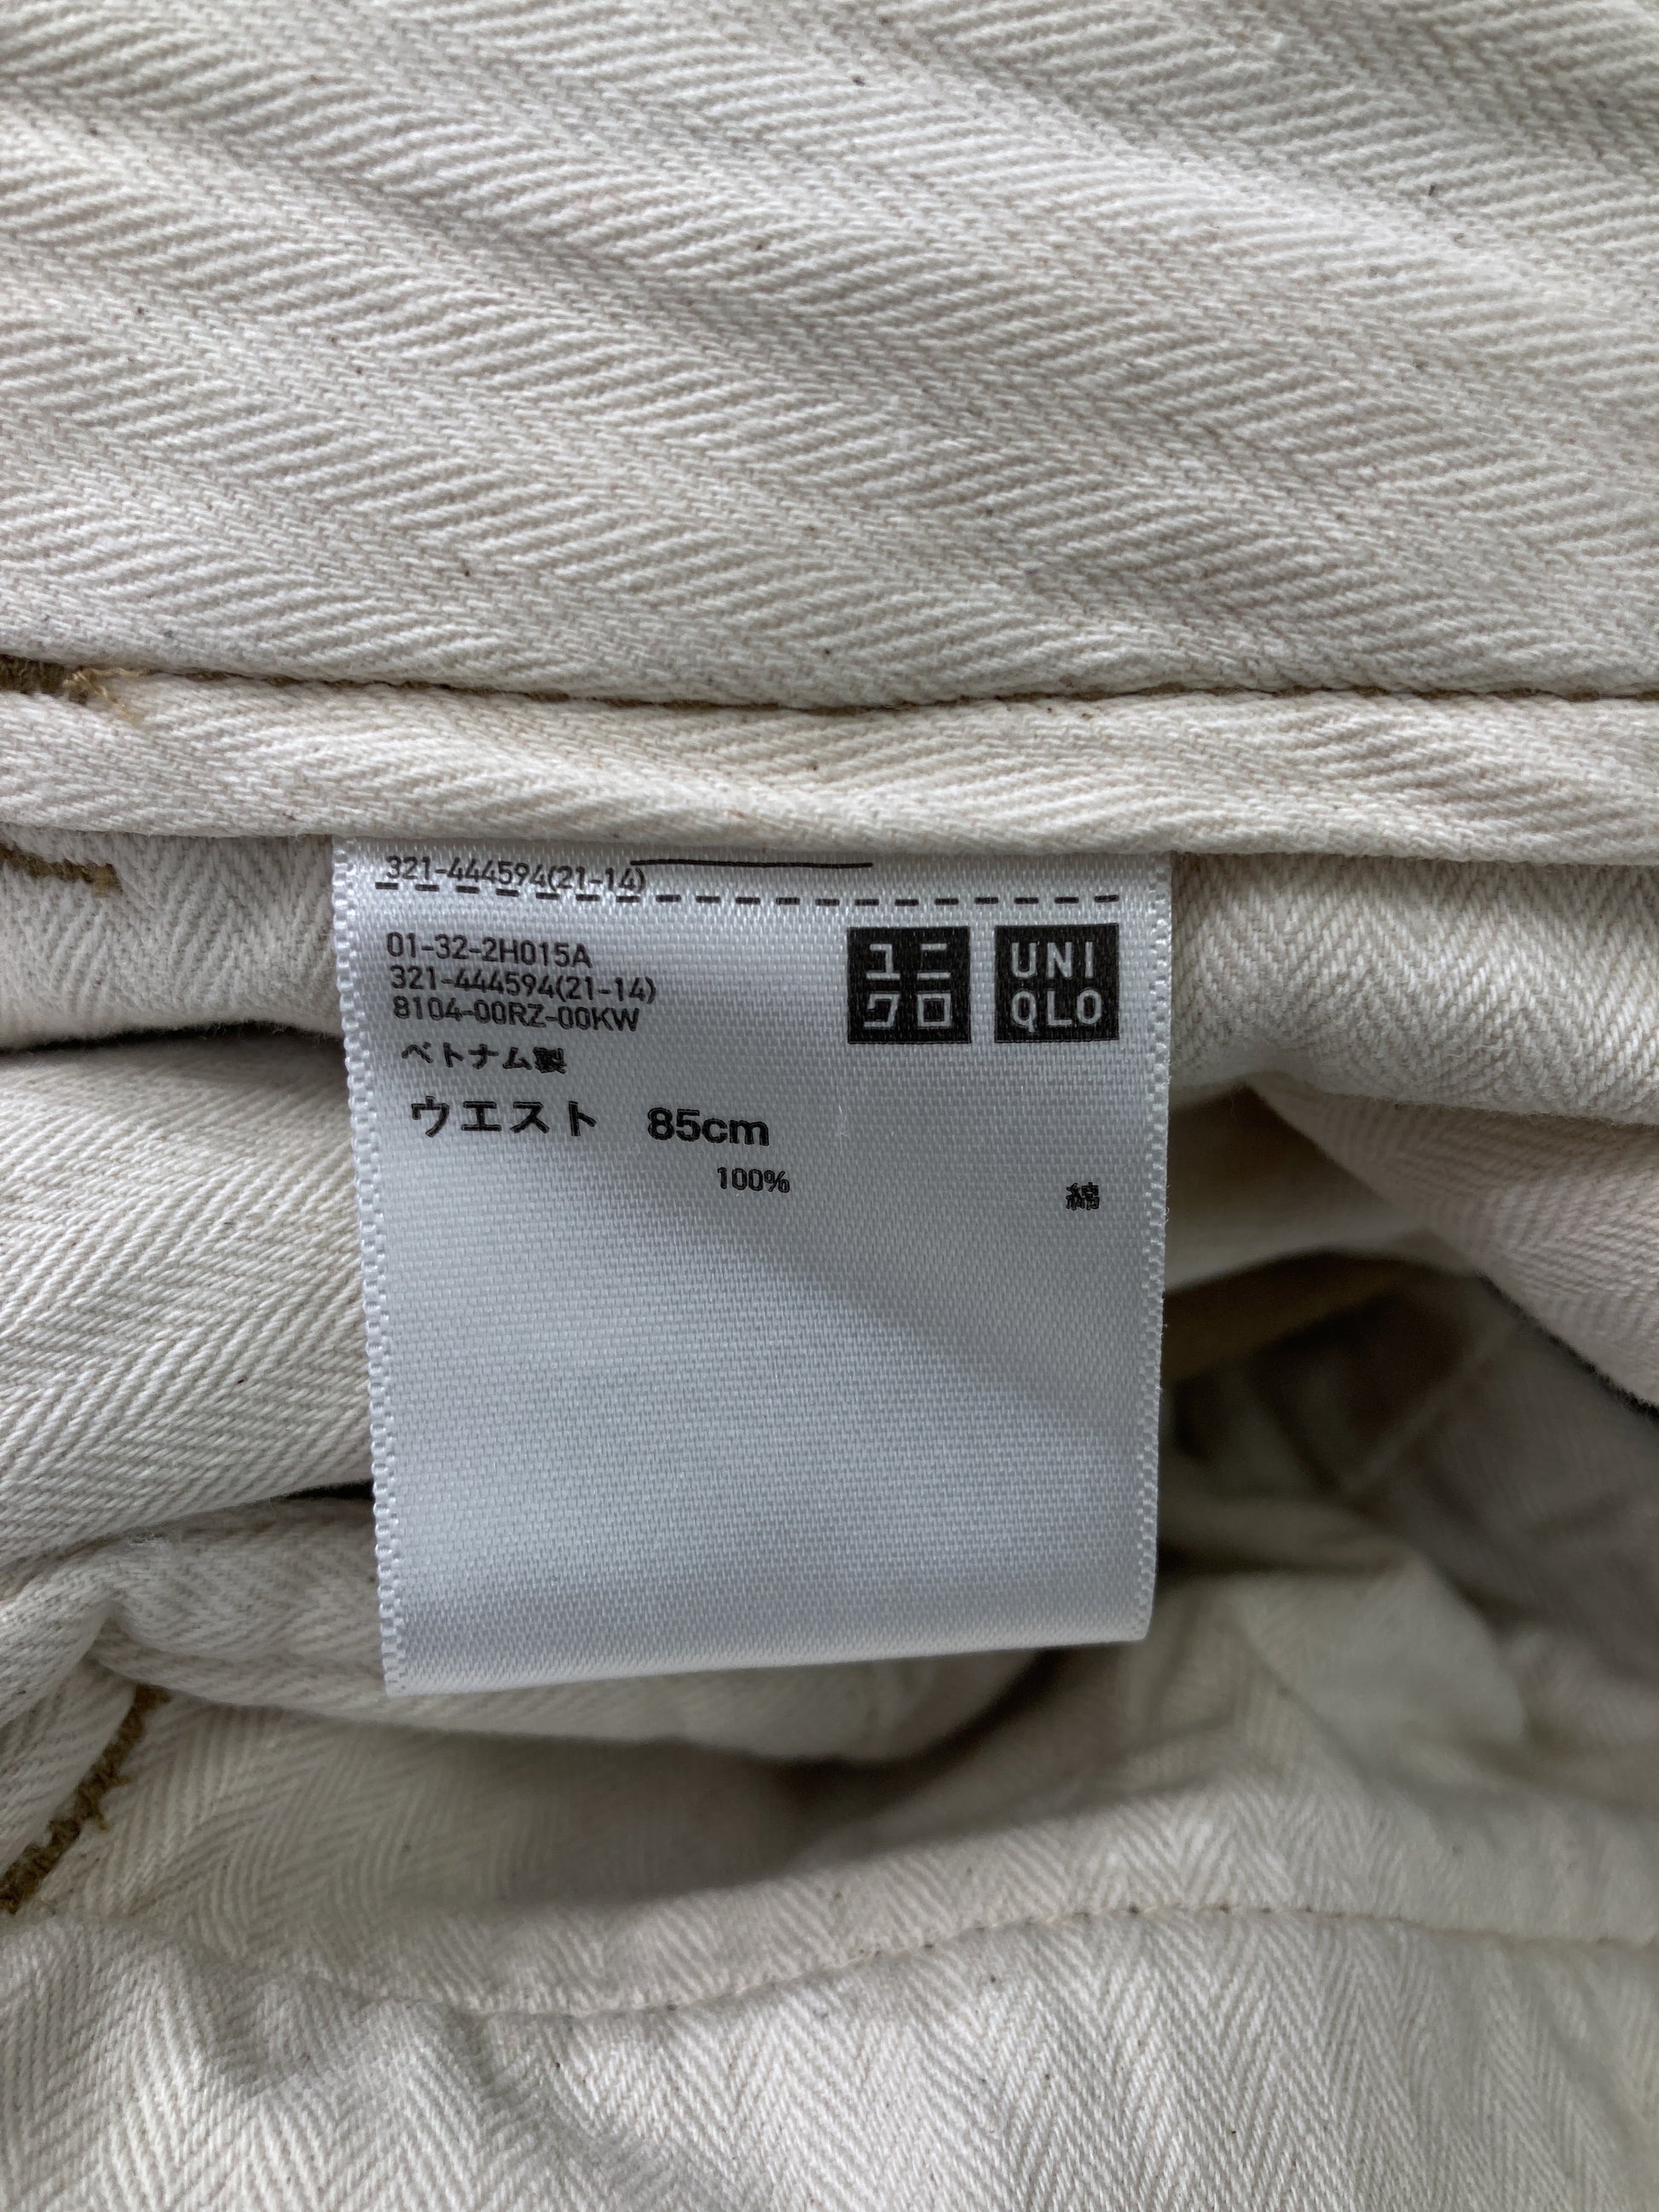 321-444594(21-14)
01-32-2H015A
321-444594(21-14)
8104-00RZ-00KW
ユニ
クロ
UNI
QLO
ベトナム製
ウエスト 85cm
100% 綿